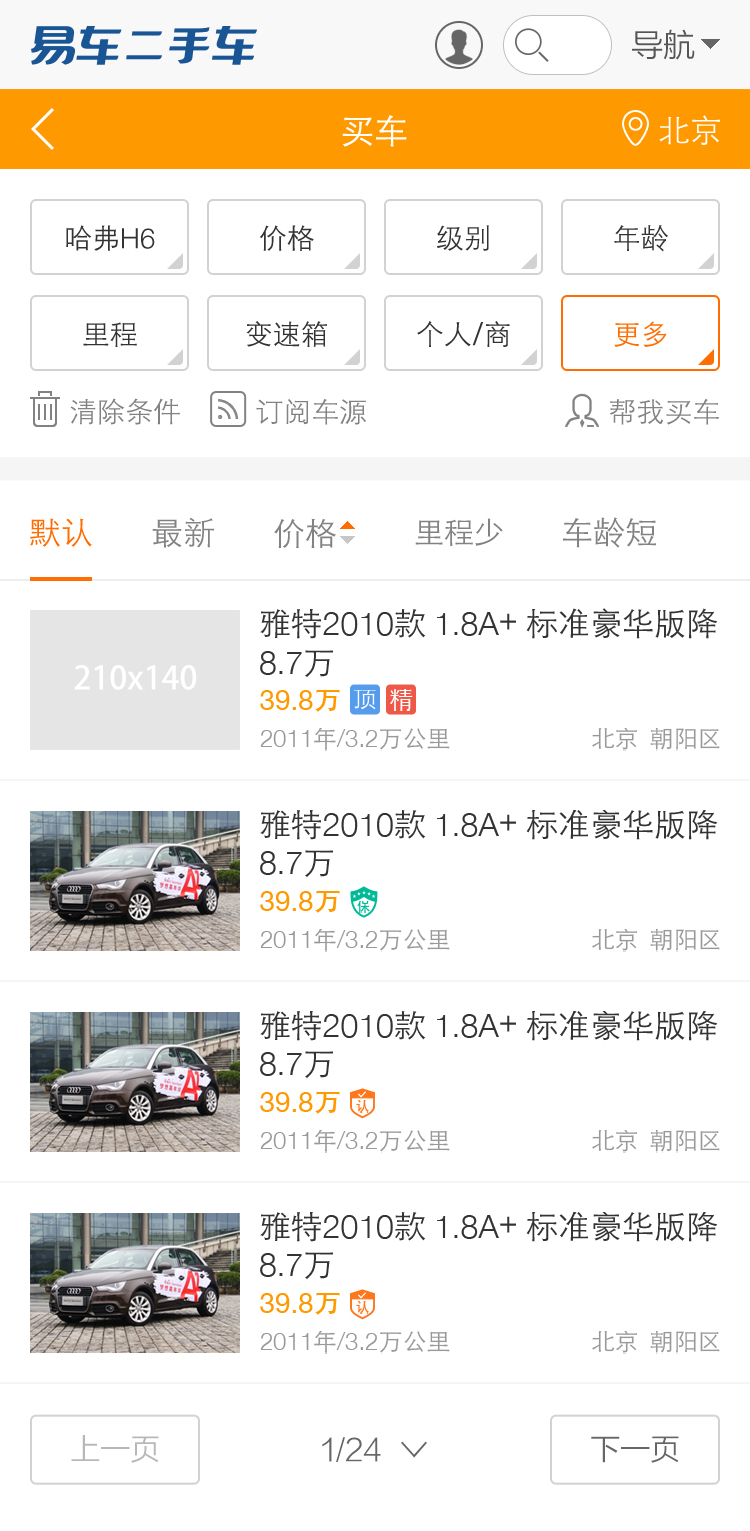 易车二手车
导航
买车
北京
哈弗H6
价格
级别
年龄
里程
变速箱
个人/商
更多
清除条件
订阅车源
帮我买车
默认
最新
价格
里程少
车龄短
210x140
雅特2010款 1.8A+ 标准豪华版降
8.7万
39.8万 顶 精
2011年/3.2万公里
北京 朝阳区
雅特2010款 1.8A+ 标准豪华版降
8.7万
39.8万 保
2011年/3.2万公里
北京 朝阳区
雅特2010款 1.8A+ 标准豪华版降
8.7万
39.8万 认
2011年/3.2万公里
北京 朝阳区
雅特2010款 1.8A+ 标准豪华版降
8.7万
39.8万 认
2011年/3.2万公里
北京 朝阳区
上一页
1/24
下一页